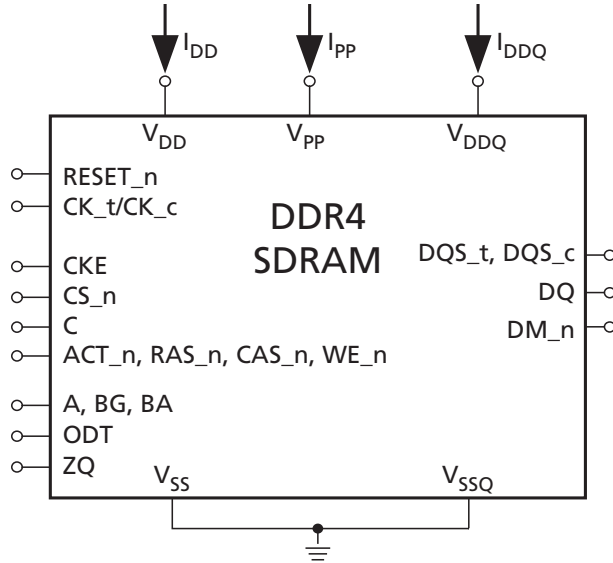 I_DD I_PP I_DDQ
V_DD V_PP V_DDQ
RESET_n
CK_t/CK_c
DDR4
SDRAM
DQS_t, DQS_c
CKE
DQ
CS_n
C
DM_n
ACT_n, RAS_n, CAS_n, WE_n
A, BG, BA
ODT
ZQ
V_SS V_SSQ